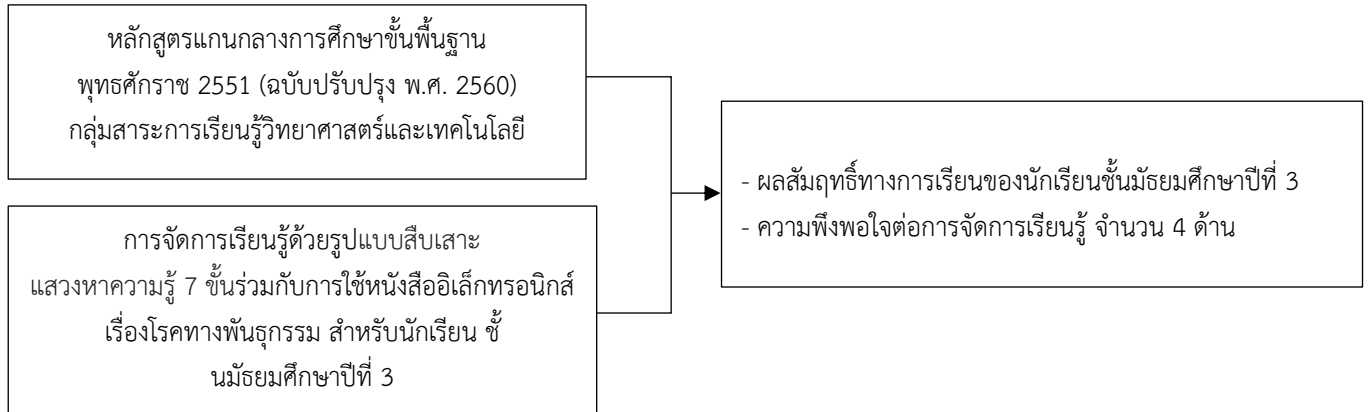 หลักสูตรแกนกลางการศึกษาขั้นพื้นฐาน
พุทธศักราช 2551 (ฉบับปรับปรุง พ.ศ. 2560)
กลุ่มสาระการเรียนรู้วิทยาศาสตร์และเทคโนโลยี
การจัดการเรียนรู้ด้วยรูปแบบสืบเสาะ
แสวงหาความรู้ 7 ขั้นร่วมกับการใช้หนังสืออิเล็กทรอนิกส์
เรื่องโรคทางพันธุกรรม สำหรับนักเรียน ชั้
นมัธยมศึกษาปีที่ 3
- ผลสัมฤทธิ์ทางการเรียนของนักเรียนชั้นมัธยมศึกษาปีที่ 3
- ความพึงพอใจต่อการจัดการเรียนรู้ จำนวน 4 ด้าน